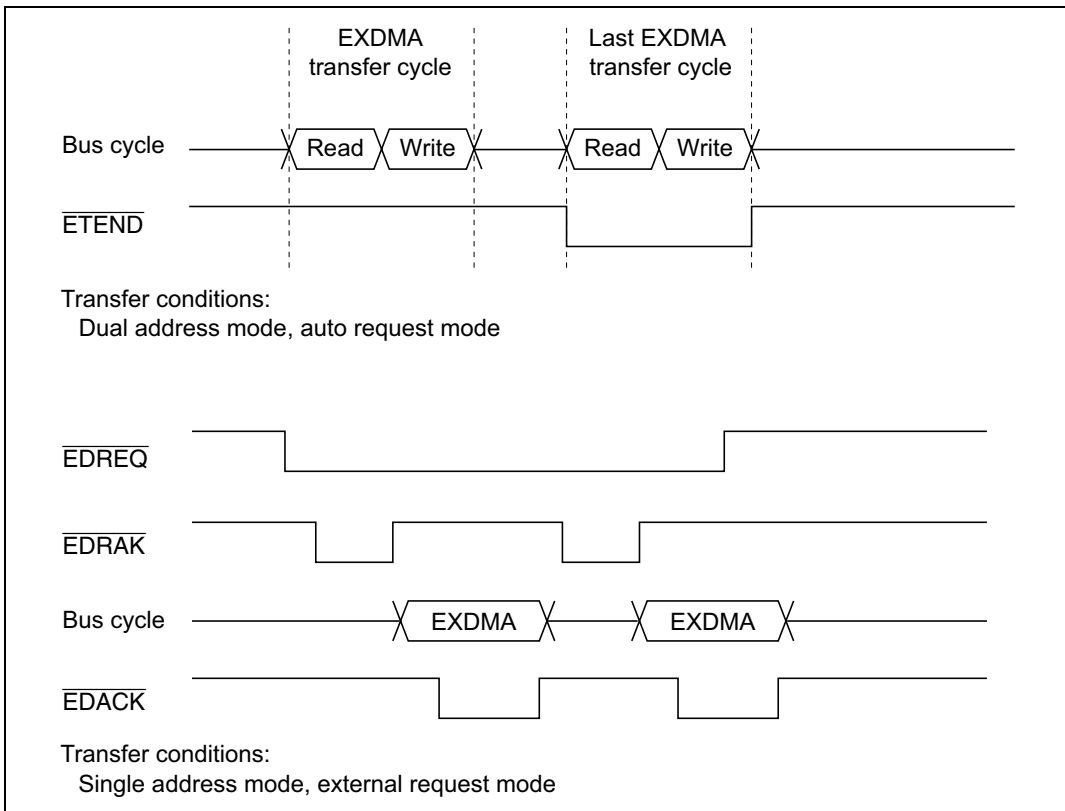 EXDMA
transfer cycle
Last EXDMA
transfer cycle
Bus cycle
Read
Write
Read
Write
ETEND
Transfer conditions:
Dual address mode, auto request mode
EDREQ
EDRAK
Bus cycle
EXDMA
EXDMA
EDACK
Transfer conditions:
Single address mode, external request mode